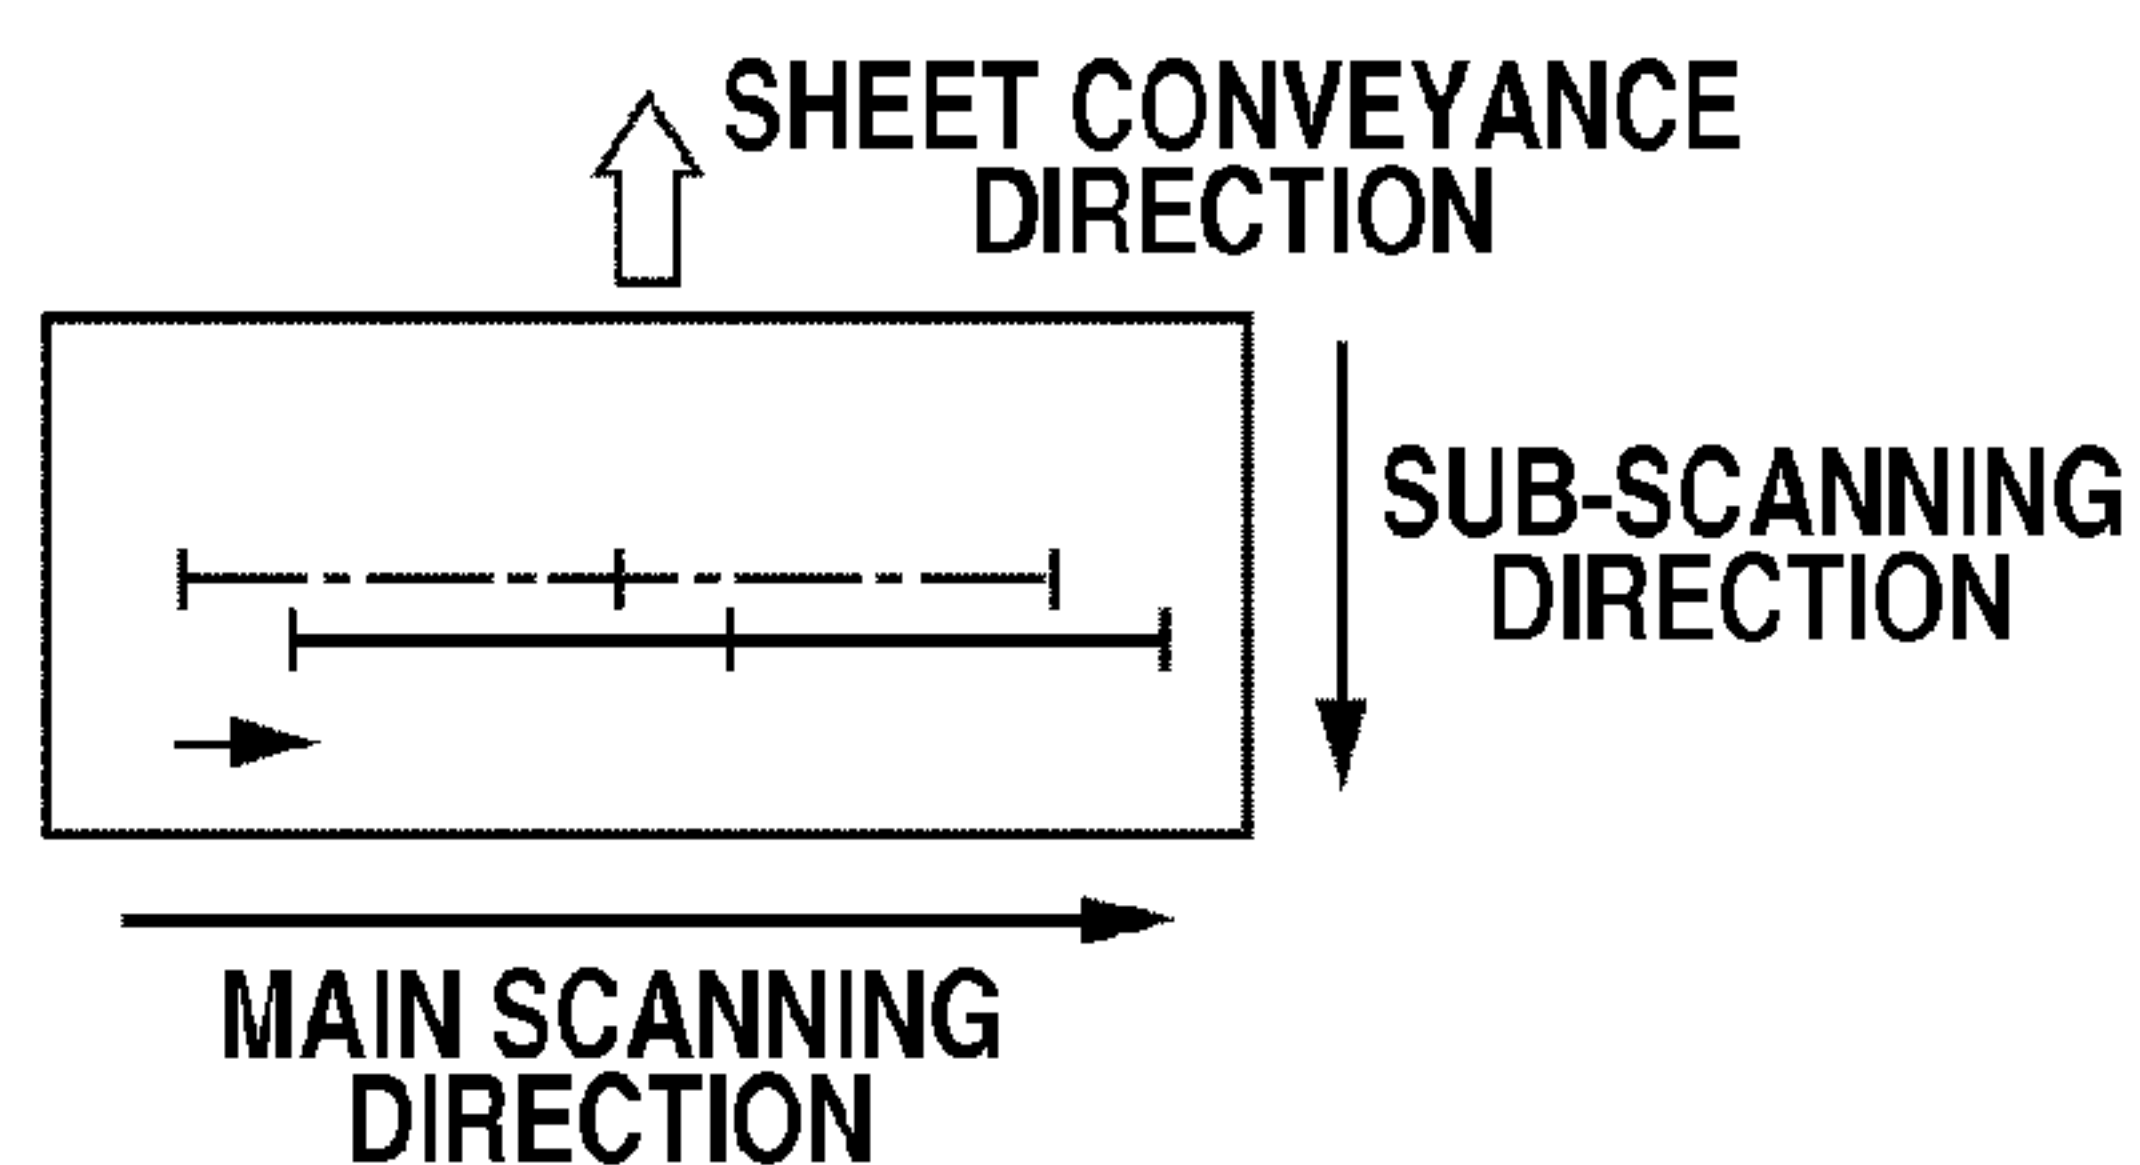 SHEET CONVEYANCE
DIRECTION
SUB-SCANNING
DIRECTION
MAIN SCANNING
DIRECTION